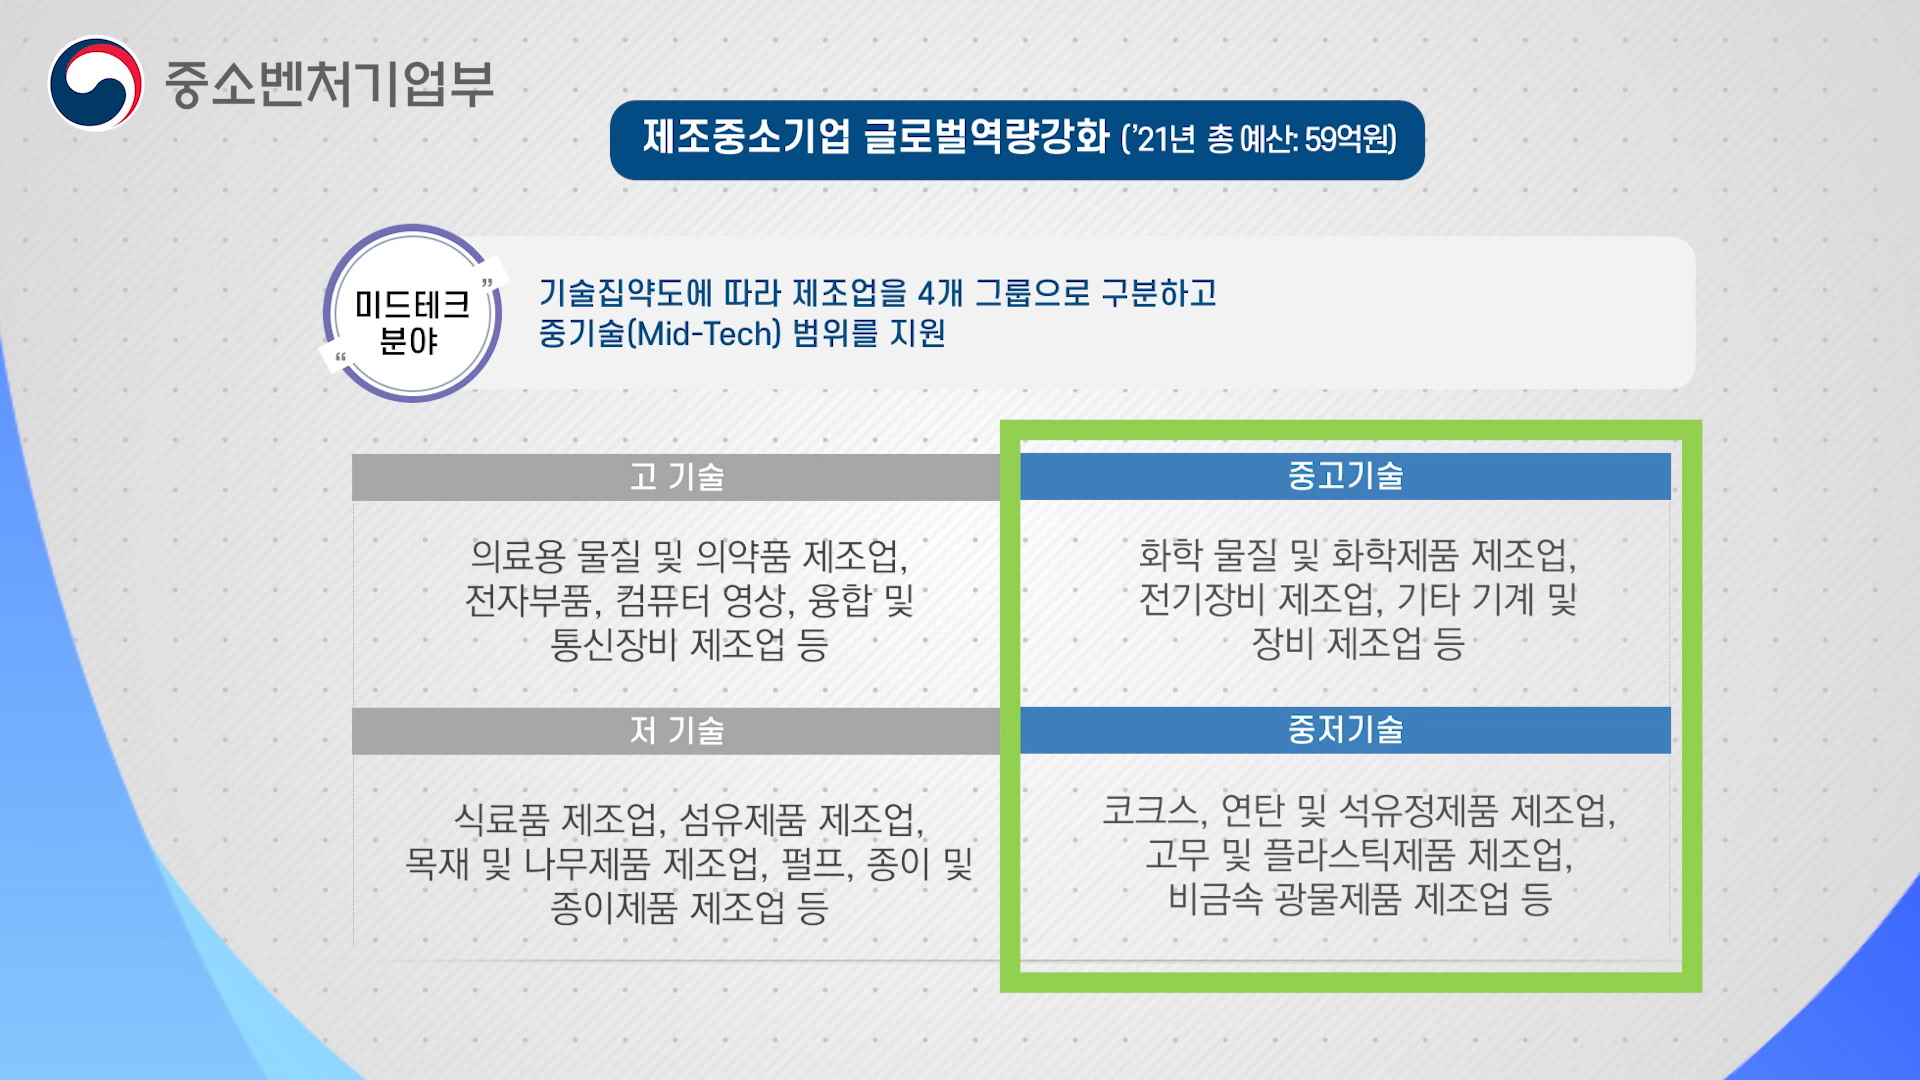 중소벤처기업부
제조중소기업 글로벌역량강화 ('21년 총 예산: 59억원)
미드테크
분야
기술집약도에 따라 제조업을 4개 그룹으로 구분하고
중기술(Mid-Tech) 범위를 지원
고 기술
의료용 물질 및 의약품 제조업,
전자부품, 컴퓨터 영상, 융합 및
통신장비 제조업 등
중고기술
화학 물질 및 화학제품 제조업,
전기장비 제조업, 기타 기계 및
장비 제조업 등
저 기술
식료품 제조업, 섬유제품 제조업,
목재 및 나무제품 제조업, 펄프, 종이 및
종이제품 제조업 등
중저기술
코크스, 연탄 및 석유정제품 제조업,
고무 및 플라스틱제품 제조업,
비금속 광물제품 제조업 등